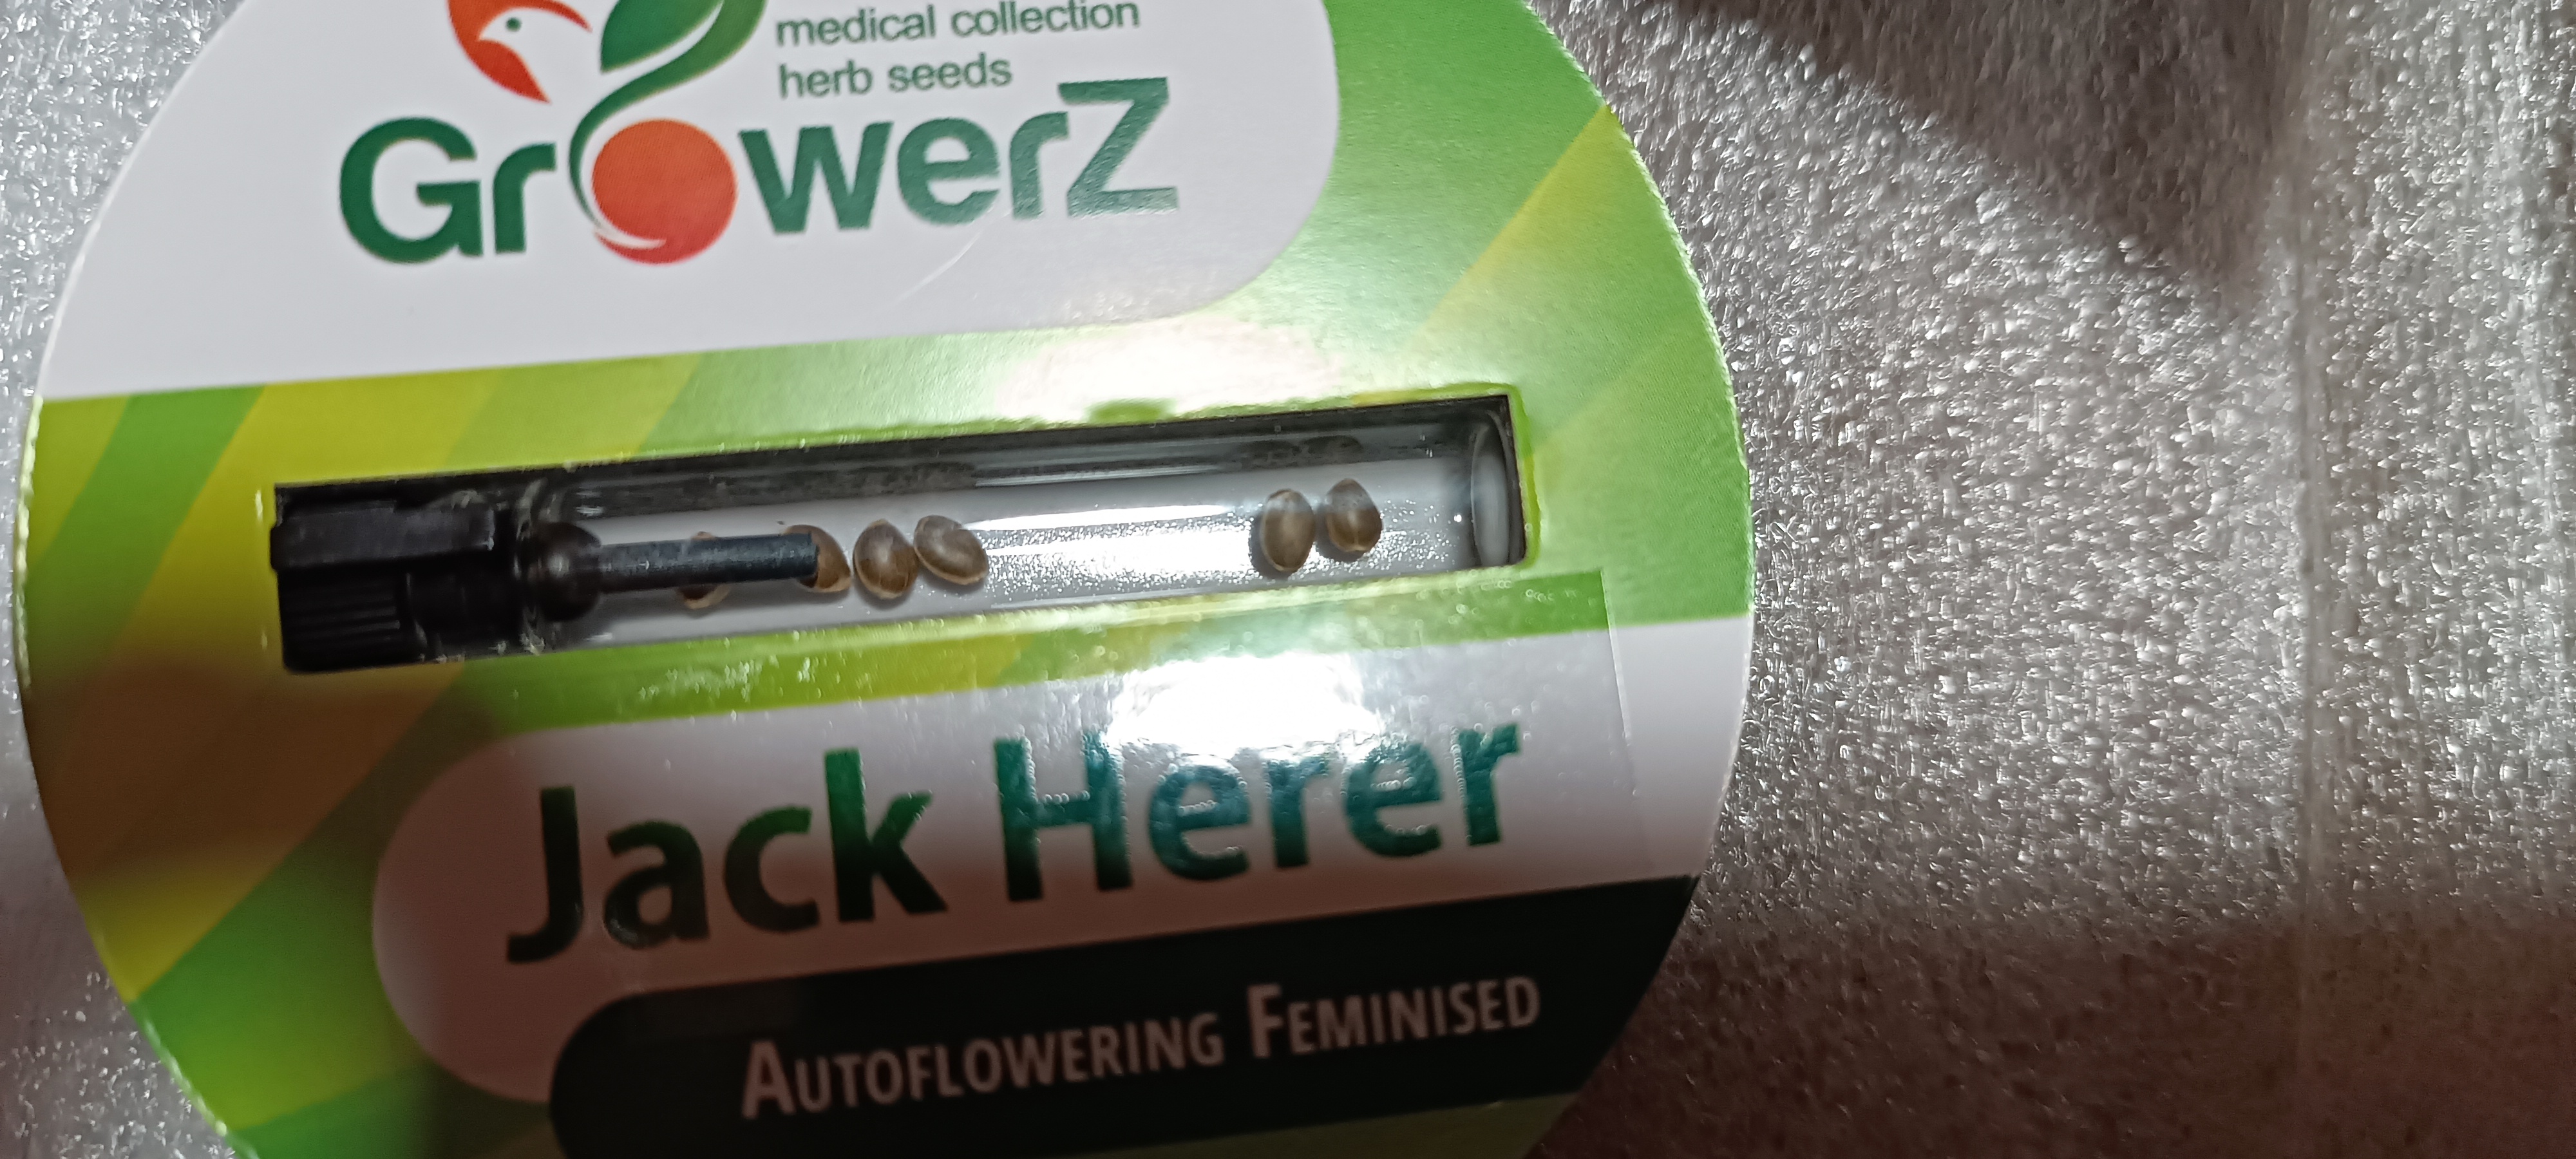 medical collection
herb seeds
GrowerZ
Jack Herer
AUTOFLOWERING FEMINISED